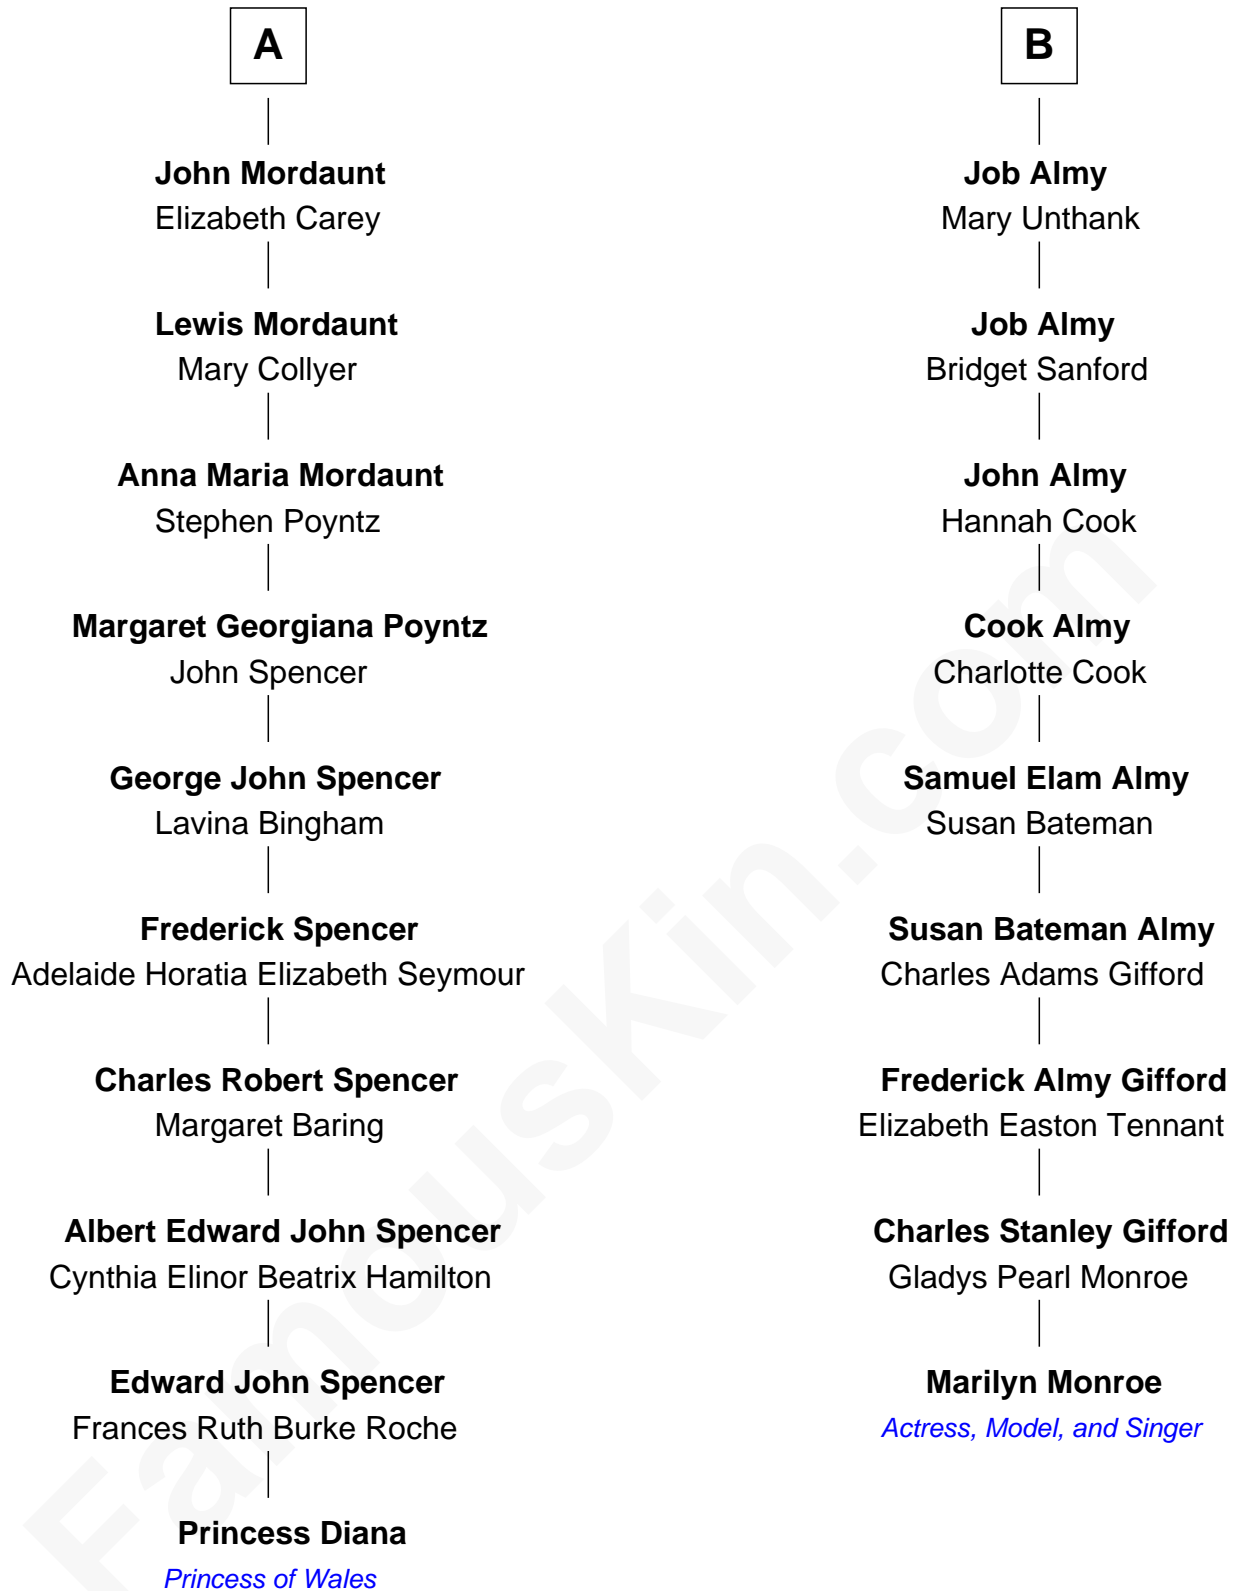 A
John Mordaunt
Elizabeth Carey
Lewis Mordaunt
Mary Collyer
Anna Maria Mordaunt
Stephen Poyntz
Margaret Georgiana Poyntz
John Spencer
George John Spencer
Lavina Bingham
Frederick Spencer
Adelaide Horatia Elizabeth Seymour
Charles Robert Spencer
Margaret Baring
Albert Edward John Spencer
Cynthia Elinor Beatrix Hamilton
Edward John Spencer
Frances Ruth Burke Roche
Princess Diana
Princess of Wales
B
Job Almy
Mary Unthank
Job Almy
Bridget Sanford
John Almy
Hannah Cook
Cook Almy
Charlotte Cook
Samuel Elam Almy
Susan Bateman
Susan Bateman Almy
Charles Adams Gifford
Frederick Almy Gifford
Elizabeth Easton Tennant
Charles Stanley Gifford
Gladys Pearl Monroe
Marilyn Monroe
Actress, Model, and Singer
FamousKin.com